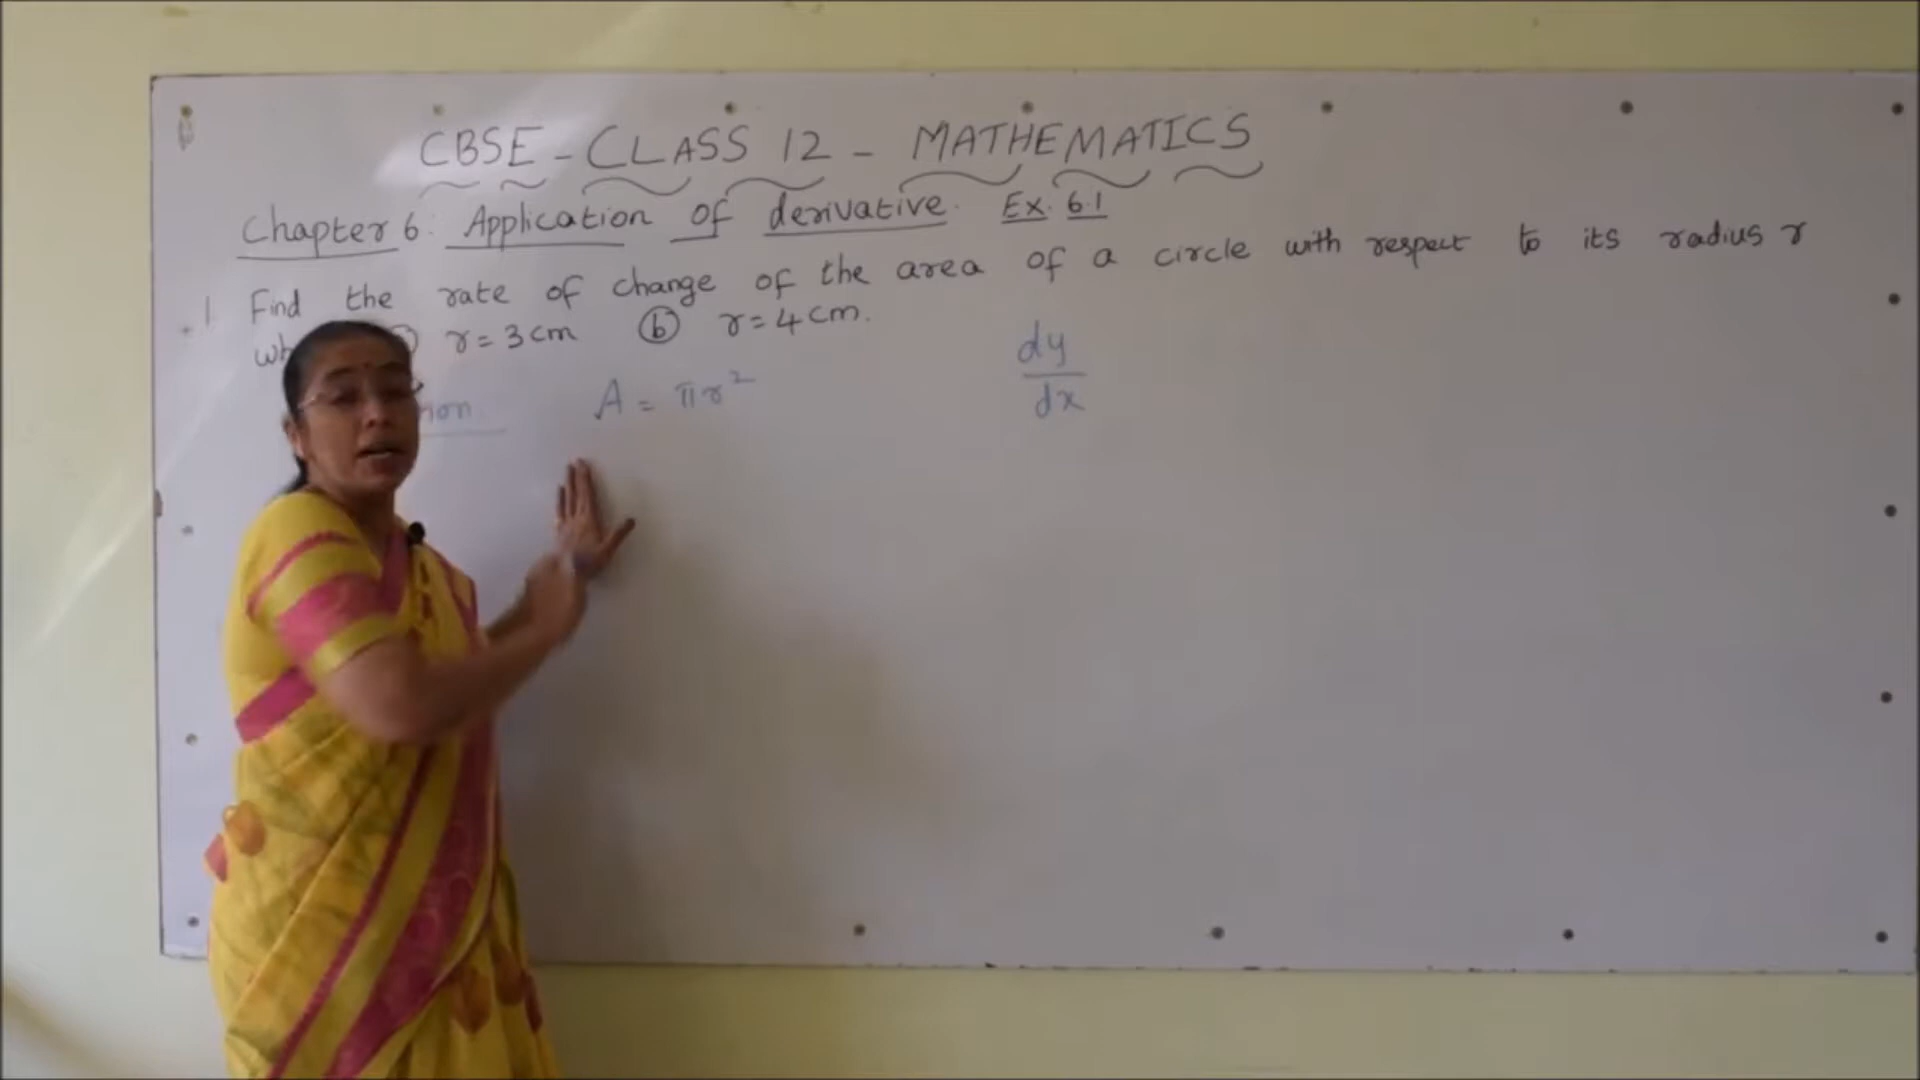 CBSE - CLASS 12 - MATHEMATICS
Chapter 6: Application of derivative. Ex. 6.1
1. Find the rate of change of the area of a circle with respect to its radius r
r = 3 cm (b) r = 4 cm.
A = πr²
dy
dx